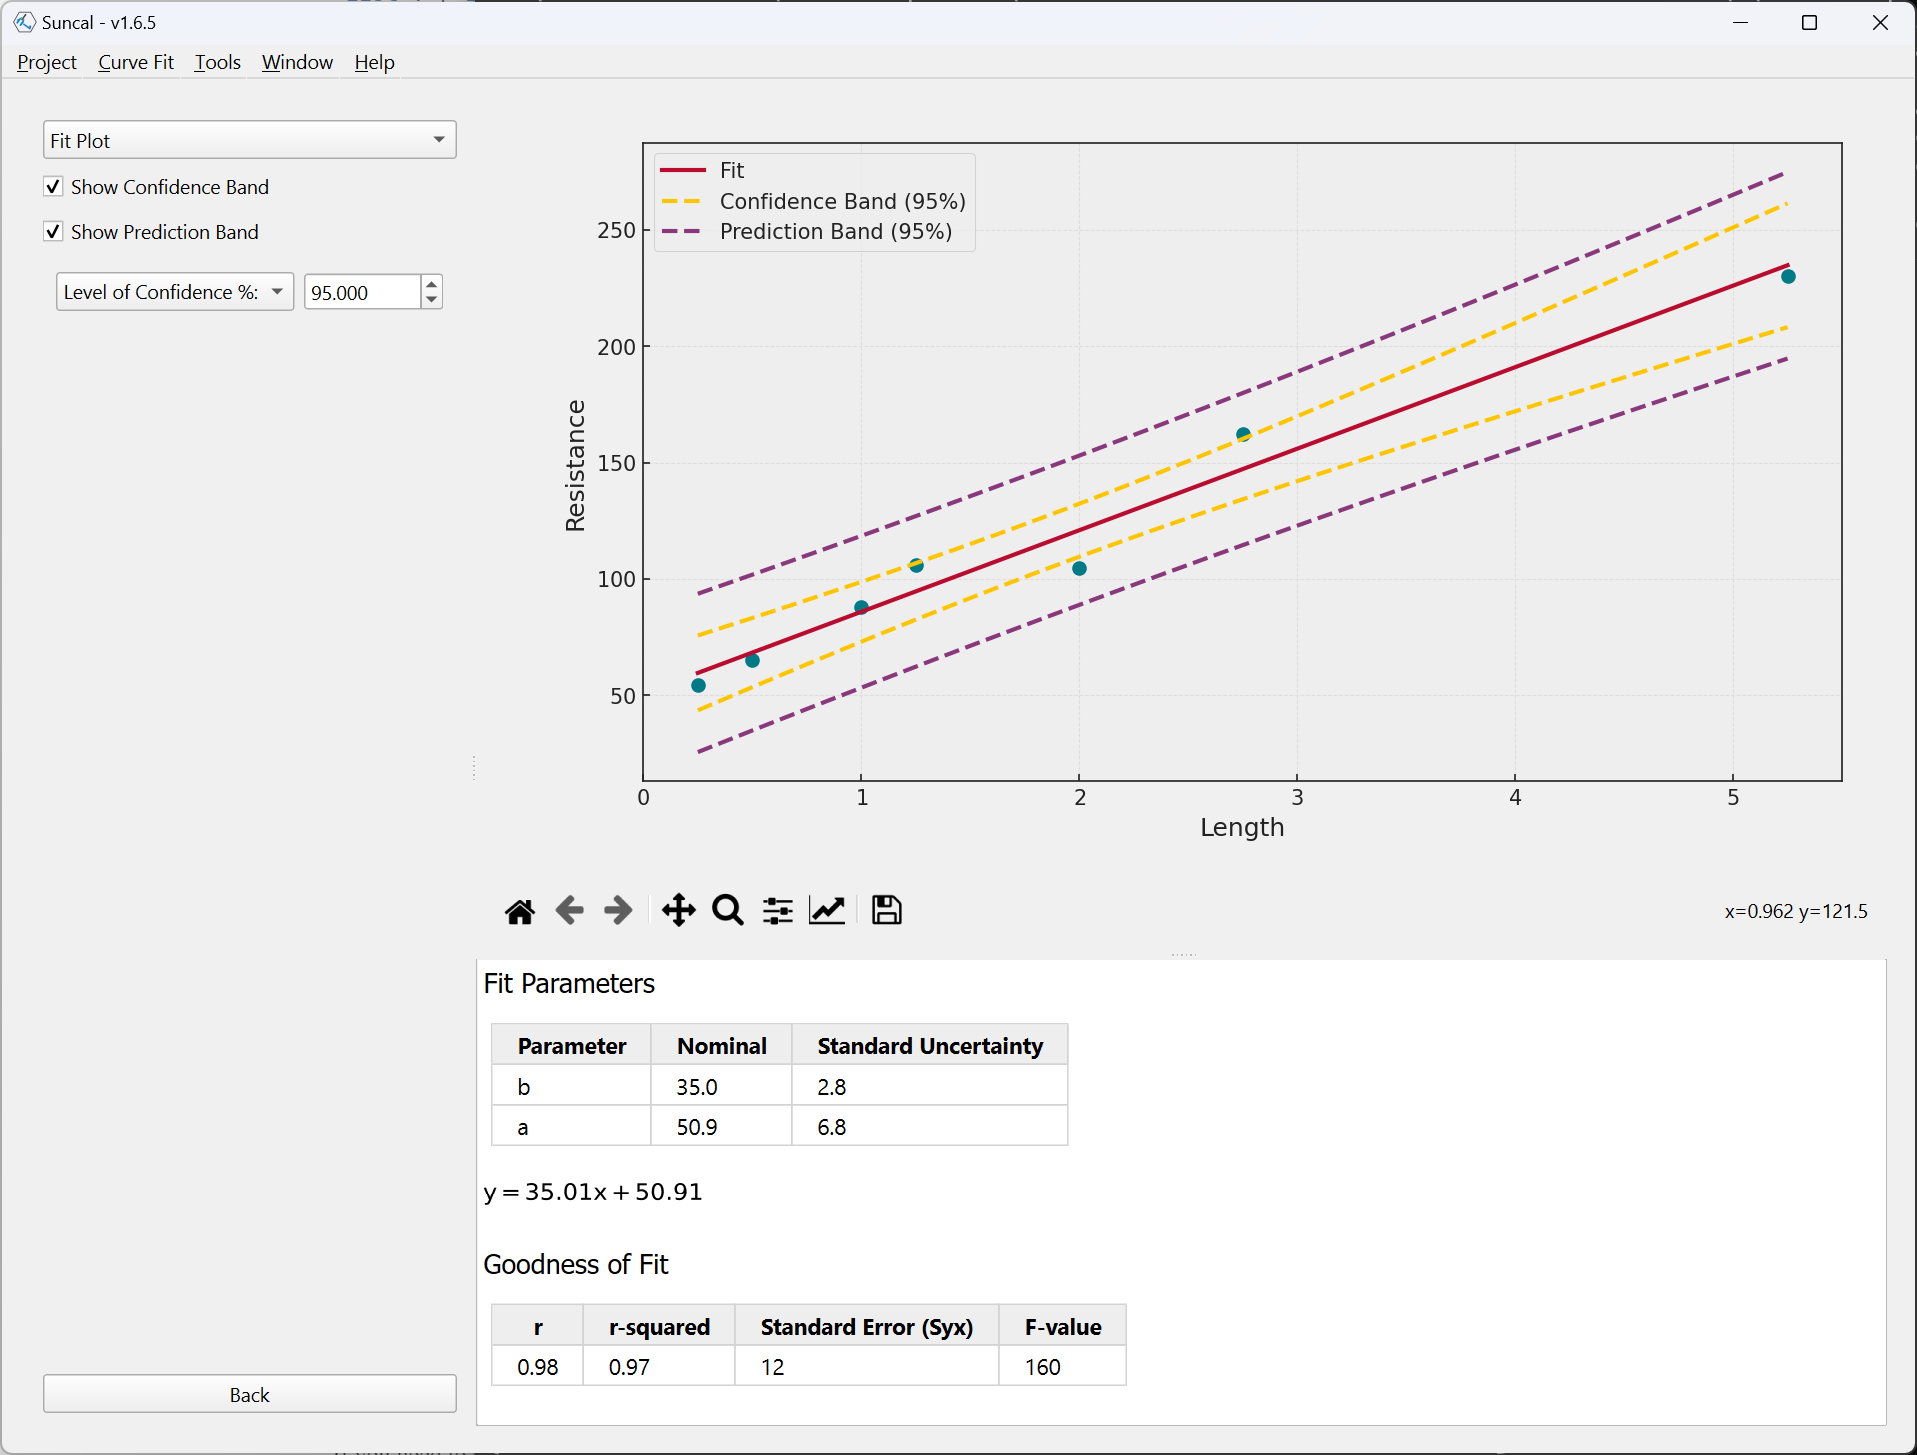 Suncal - v1.6.5
Project Curve Fit Tools Window Help
Fit Plot
Show Confidence Band
Show Prediction Band
Level of Confidence %: 95.000
Fit
Confidence Band (95%)
Prediction Band (95%)
250
200
150
100
50
Resistance
0 1 2 3 4 5
Length
x=0.962 y=121.5
Fit Parameters
Parameter Nominal Standard Uncertainty
b 35.0 2.8
a 50.9 6.8
y = 35.01x + 50.91
Goodness of Fit
r r-squared Standard Error (Syx) F-value
0.98 0.97 12 160
Back